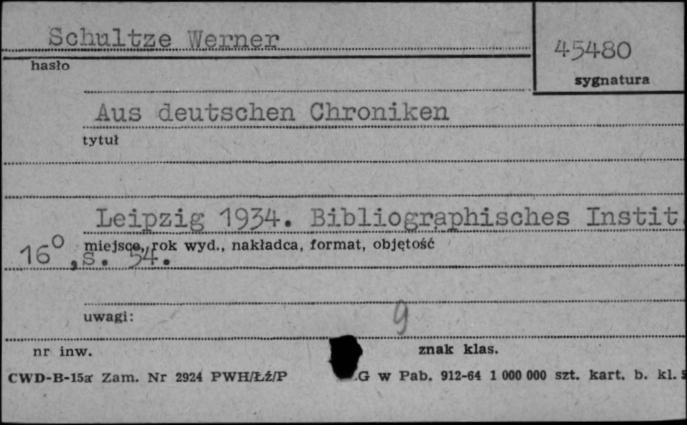 Schultze Werner
45480
hasło
sygnatura
Aus deutschen Chroniken
tytuł
Leipzig 1934. Bibliographisches Instit.
miejsce, rok wyd., nakładca, format, objętość
16°, s. 54.
uwagi:
9
nr inw.
znak klas.
CWD-B-15a Zam. Nr 2924 PWH/Łź/P .G w Pab. 912-64 1 000 000 szt. kart. b. kl.